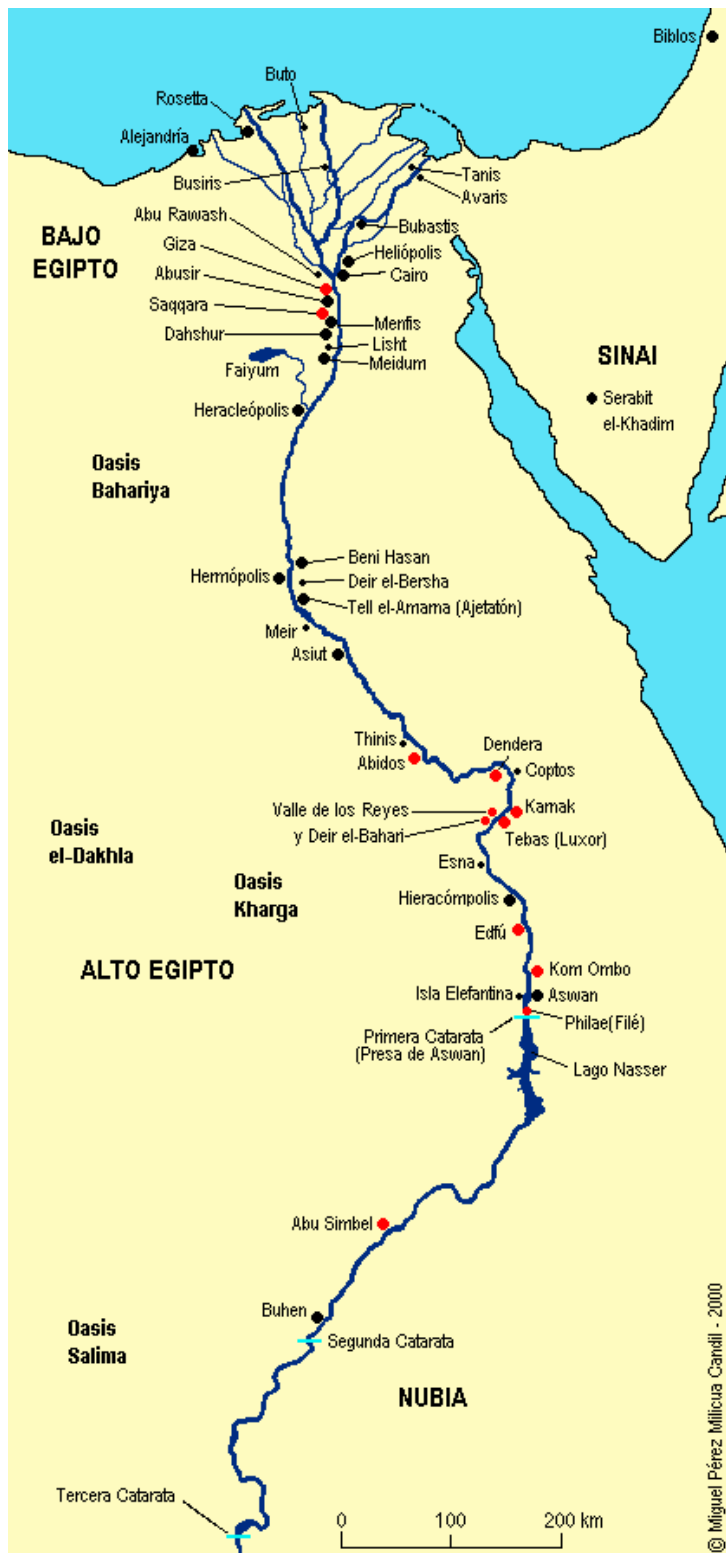 Biblos
Buto
Rosetta
Alejandría
Busiris
Tanis
Avaris
Abu Rawash
Bubastis
BAJO
EGIPTO
Giza
Heliópolis
Abusir
Cairo
Saqqara
Menfis
Dahshur
Lisht
SINAI
Faiyum
Meidum
Serabit
el-Khadim
Heracleópolis
Oasis
Bahariya
Beni Hasan
Hermópolis
Deir el-Bersha
Tell el-Amarna (Ajetatón)
Meir
Asiut
Thinis
Dendera
Abidos
Coptos
Valle de los Reyes
y Deir el-Bahari
Karnak
Tebas (Luxor)
Oasis
el-Dakhla
Esna
Oasis
Kharga
Hieracómpolis
Edfú
ALTO EGIPTO
Kom Ombo
Isla Elefantina
Aswan
Philae(Filé)
Primera Catarata
(Presa de Aswan)
Lago Nasser
Abu Simbel
Buhen
Oasis
Salima
Segunda Catarata
NUBIA
Tercera Catarata
0 100 200 km
© Miguel Pérez Milicua Candil - 2000